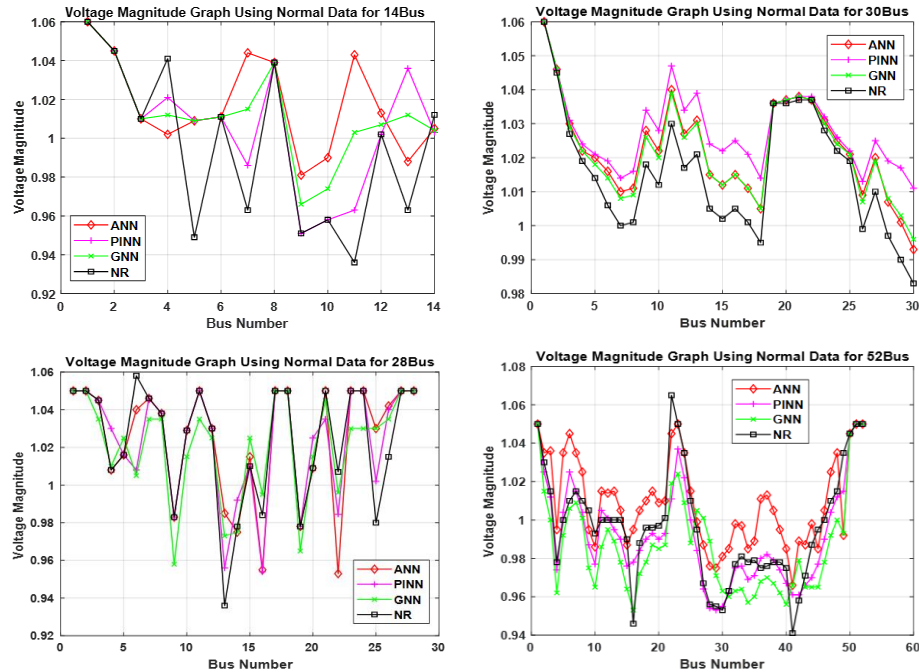 Voltage Magnitude Graph Using Normal Data for 14Bus
1.06
1.04
1.02
1
0.98
0.96
0.94
0.92
Voltage Magnitude
ANN
PINN
GNN
NR
0 2 4 6 8 10 12 14
Bus Number
Voltage Magnitude Graph Using Normal Data for 30Bus
1.06
1.05
1.04
1.03
1.02
1.01
1
0.99
0.98
Voltage Magnitude
ANN
PINN
GNN
NR
0 5 10 15 20 25 30
Bus Number
Voltage Magnitude Graph Using Normal Data for 28Bus
1.06
1.04
1.02
1
0.98
0.96
0.94
0.92
Voltage Magnitude
ANN
PINN
GNN
NR
0 5 10 15 20 25 30
Bus Number
Voltage Magnitude Graph Using Normal Data for 52Bus
1.08
1.06
1.04
1.02
1
0.98
0.96
0.94
Voltage Magnitude
ANN
PINN
GNN
NR
0 10 20 30 40 50 60
Bus Number